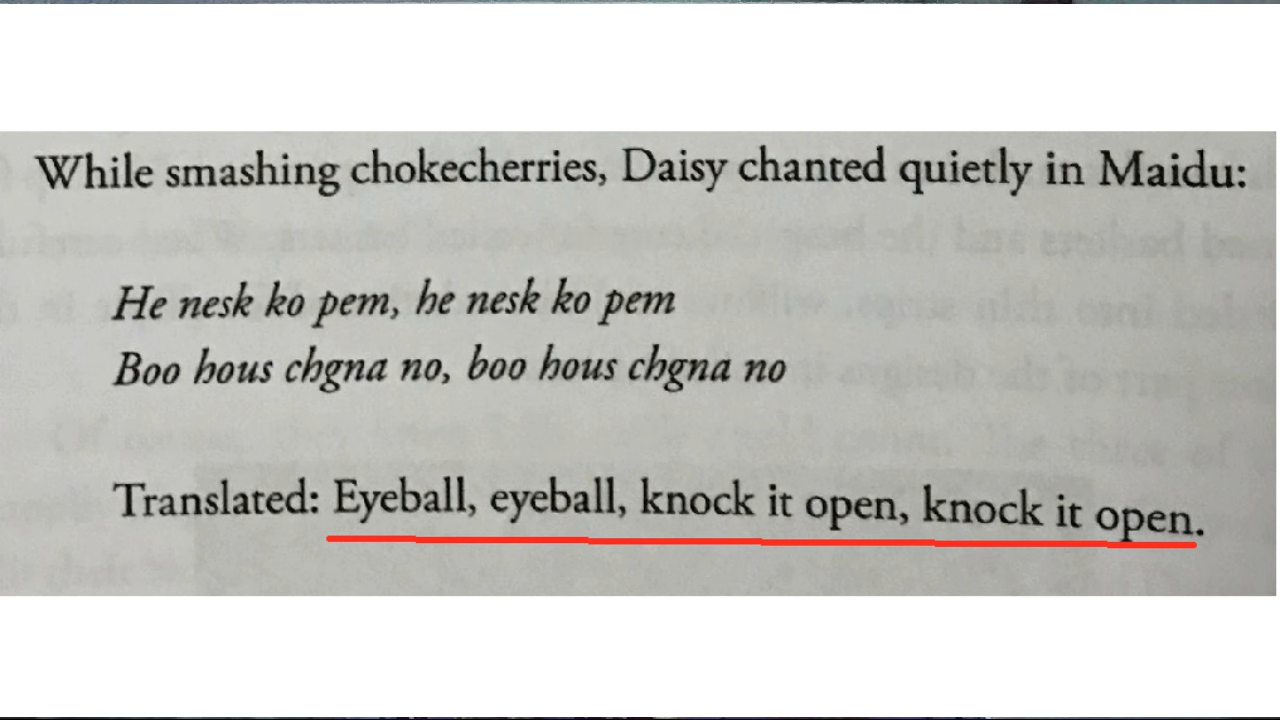 While smashing chokecherries, Daisy chanted quietly in Maidu:
He nesk ko pem, he nesk ko pem
Boo hous chgna no, boo hous chgna no
Translated: Eyeball, eyeball, knock it open, knock it open.